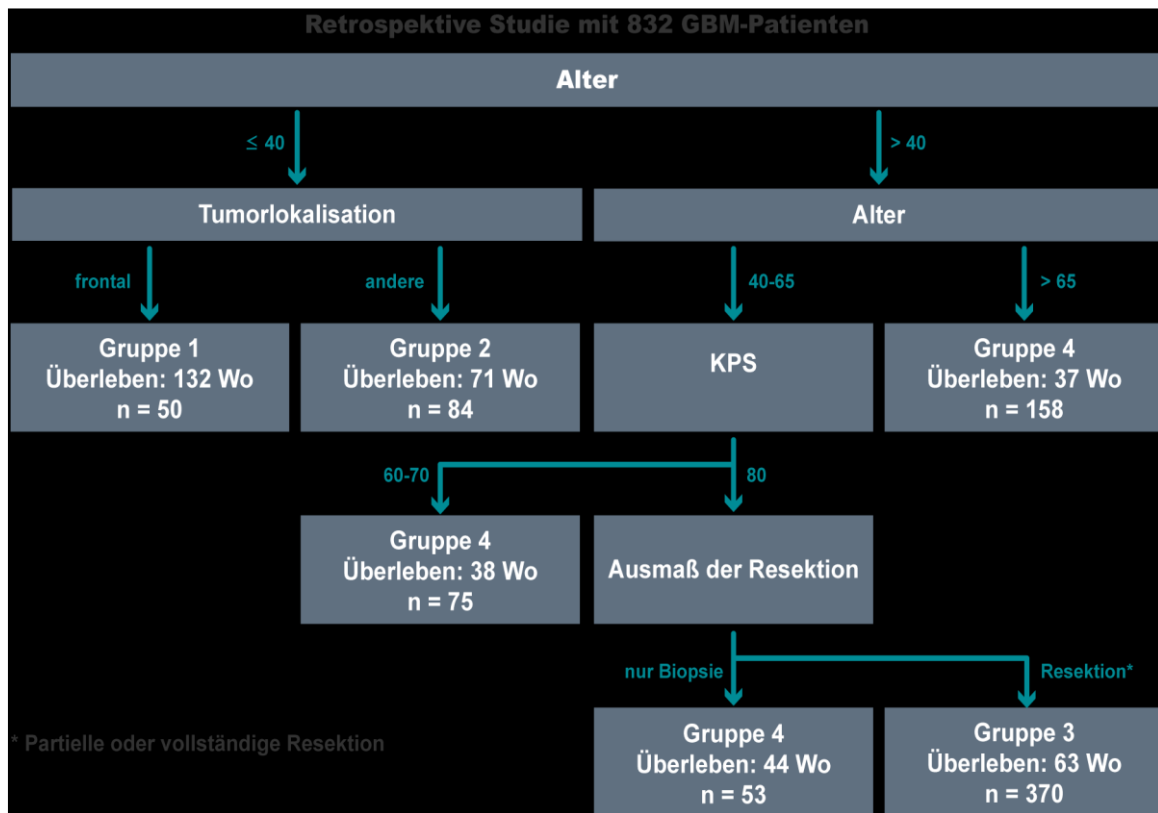 Retrospektive Studie mit 832 GBM-Patienten
Alter
≤ 40
> 40
Tumorlokalisation
Alter
frontal
andere
40-65
> 65
Gruppe 1
Überleben: 132 Wo
n = 50
Gruppe 2
Überleben: 71 Wo
n = 84
KPS
Gruppe 4
Überleben: 37 Wo
n = 158
60-70
80
Gruppe 4
Überleben: 38 Wo
n = 75
Ausmaß der Resektion
nur Biopsie
Resektion*
Gruppe 4
Überleben: 44 Wo
n = 53
Gruppe 3
Überleben: 63 Wo
n = 370
* Partielle oder vollständige Resektion